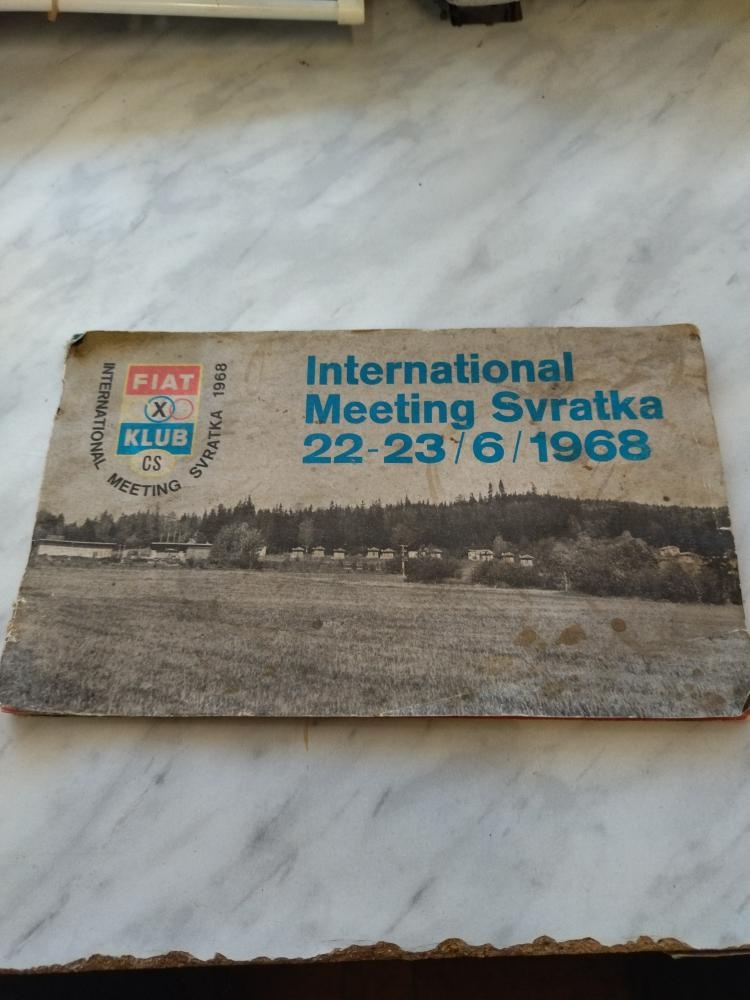 International
Meeting Svratka
22-23/6/1968
FIAT
X
KLUB
CS
INTERNATIONAL MEETING SVRATKA 1968